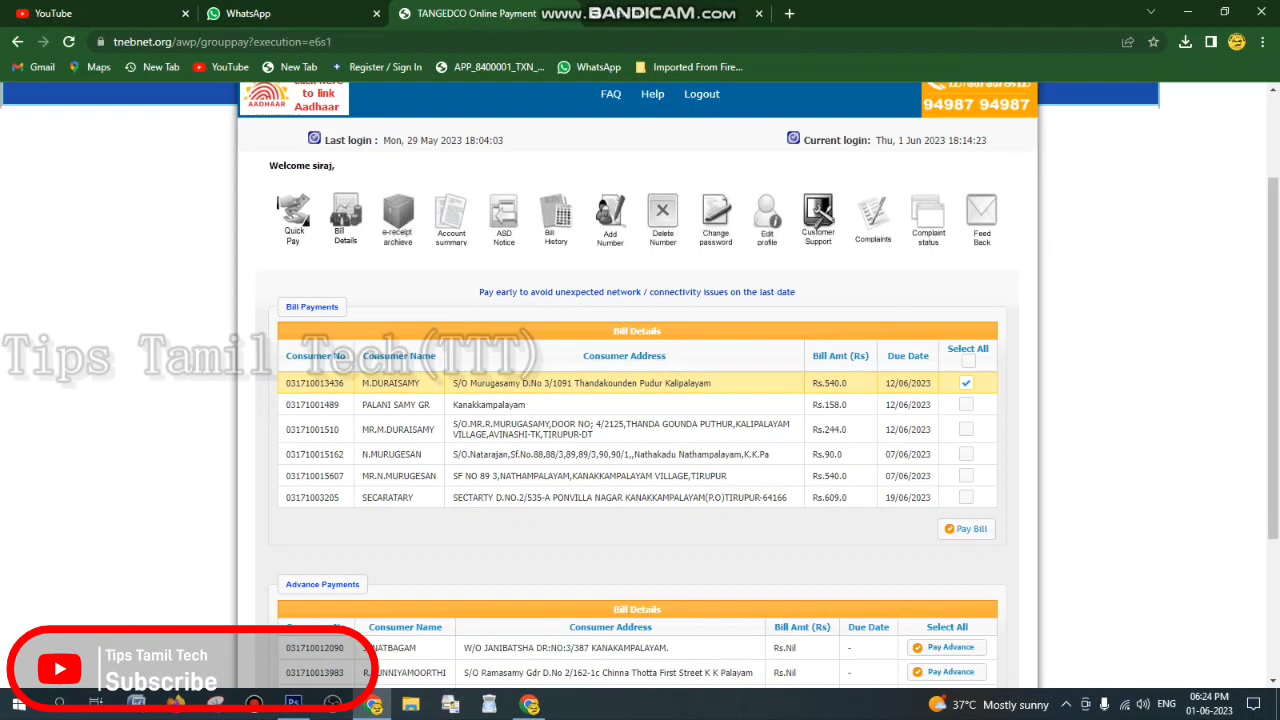 YouTube
WhatsApp
TANGEDCO Online Payment
WWW.BANDICAM.COM
tnebnet.org/awp/grouppay?execution=e6s1
Gmail
Maps
New Tab
YouTube
New Tab
Register / Sign In
APP_8400001_TXN_...
WhatsApp
Imported From Fire...
to link
Aadhaar
AADHAAR
FAQ Help Logout
94987 94987
Last login : Mon, 29 May 2023 18:04:03
Current login: Thu, 1 Jun 2023 18:14:23
Welcome siraj,
Quick Pay
Bill Details
e-receipt archieve
Account summary
ASD Notice
Bill History
Add Number
Delete Number
Change password
Edit profile
Customer Support
Complaints
Complaint status
Feed Back
Pay early to avoid unexpected network / connectivity issues on the last date
Bill Payments
Bill Details
Consumer No Consumer Name Consumer Address Bill Amt (Rs) Due Date Select All
031710013436 M.DURAISAMY S/O Murugasamy D.No 3/1091 Thandakounden Pudur Kalipalayam Rs.540.0 12/06/2023
03171001489 PALANI SAMY GR Kanakkampalayam Rs.158.0 12/06/2023
03171001510 MR.M.DURAISAMY S/O.MR.R.MURUGASAMY,DOOR NO; 4/2125,THANDA GOUNDA PUTHUR,KALIPALAYAM VILLAGE,AVINASHI-TK,TIRUPUR-DT Rs.244.0 12/06/2023
031710015162 N.MURUGESAN S/O.Natarajan,Sf.No.88,88/3,89,89/3,90,90/1,,Nathakadu Nathampalayam,K.K.Pa Rs.90.0 07/06/2023
031710015607 MR.N.MURUGESAN SF NO 89 3,NATHAMPALAYAM,KANAKKAMPALAYAM VILLAGE,TIRUPUR Rs.540.0 07/06/2023
03171003205 SECARATARY SECTARTY D.NO.2/535-A PONVILLA NAGAR KANAKKAMPALAYAM(P.O)TIRUPUR-64166 Rs.609.0 19/06/2023
Pay Bill
Tips Tamil Tech(TTT)
Advance Payments
Bill Details
Consumer Name Consumer Address Bill Amt (Rs) Due Date Select All
031710012090 W/O JANIBATSHA DR:NO:3/387 KANAKAMPALAYAM. Rs.Nil - Pay Advance
031710013983 S/O Ramasamy Gdr D.No 2/162-1c Chinna Thotta First Street K K Palayam Rs.Nil - Pay Advance
Tips Tamil Tech
Subscribe
37°C Mostly sunny
ENG
06:24 PM
01-06-2023